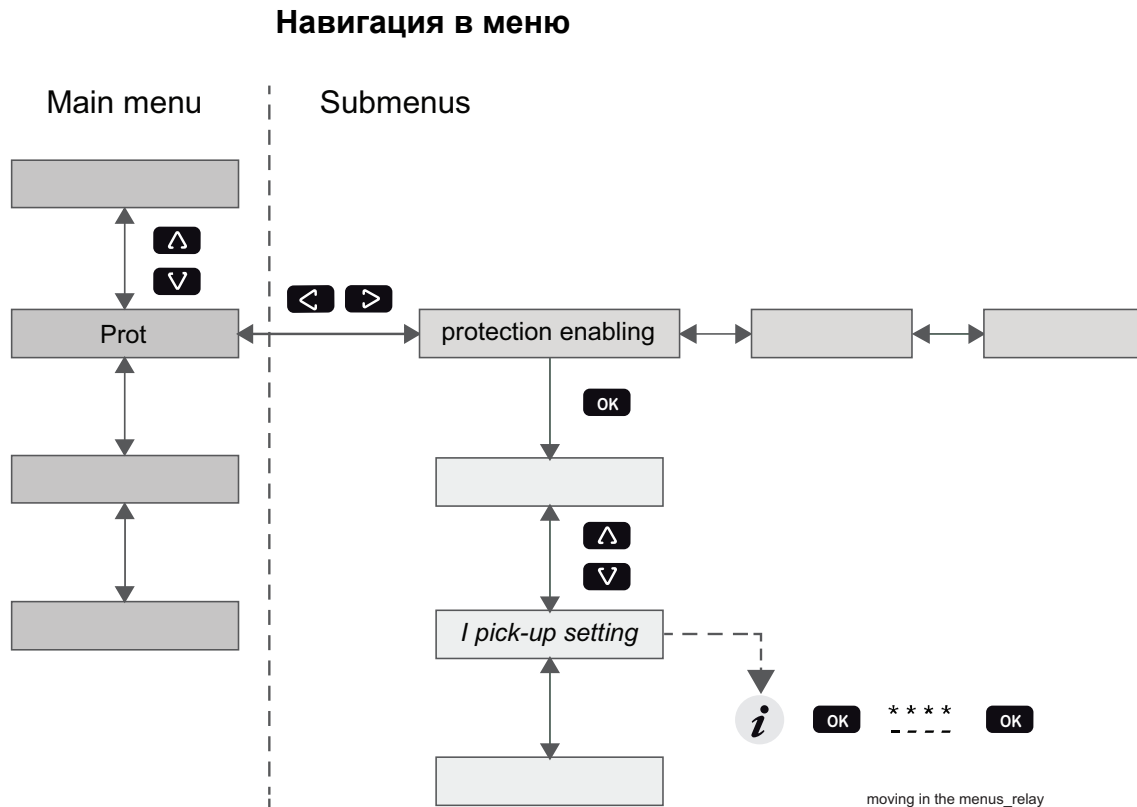 Навигация в меню
Main menu
Submenus
Prot
protection enabling
OK
I pick-up setting
i OK **** ---- OK
moving in the menus_relay